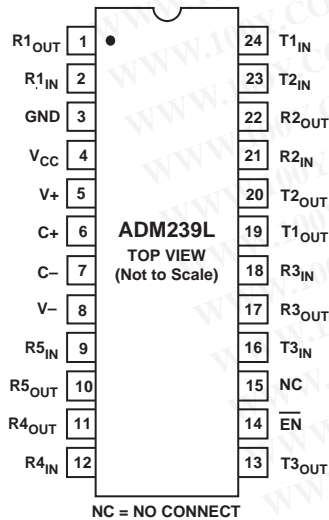 R1OUT 1 24 T1IN
R1IN 2 23 T2IN
GND 3 22 R2OUT
VCC 4 21 R2IN
V+ 5 20 T2OUT
C+ 6 ADM239L 19 T1OUT
TOP VIEW
(Not to Scale)
C– 7 18 R3IN
V– 8 17 R3OUT
R5IN 9 16 T3IN
R5OUT 10 15 NC
R4OUT 11 14 EN
R4IN 12 13 T3OUT
NC = NO CONNECT